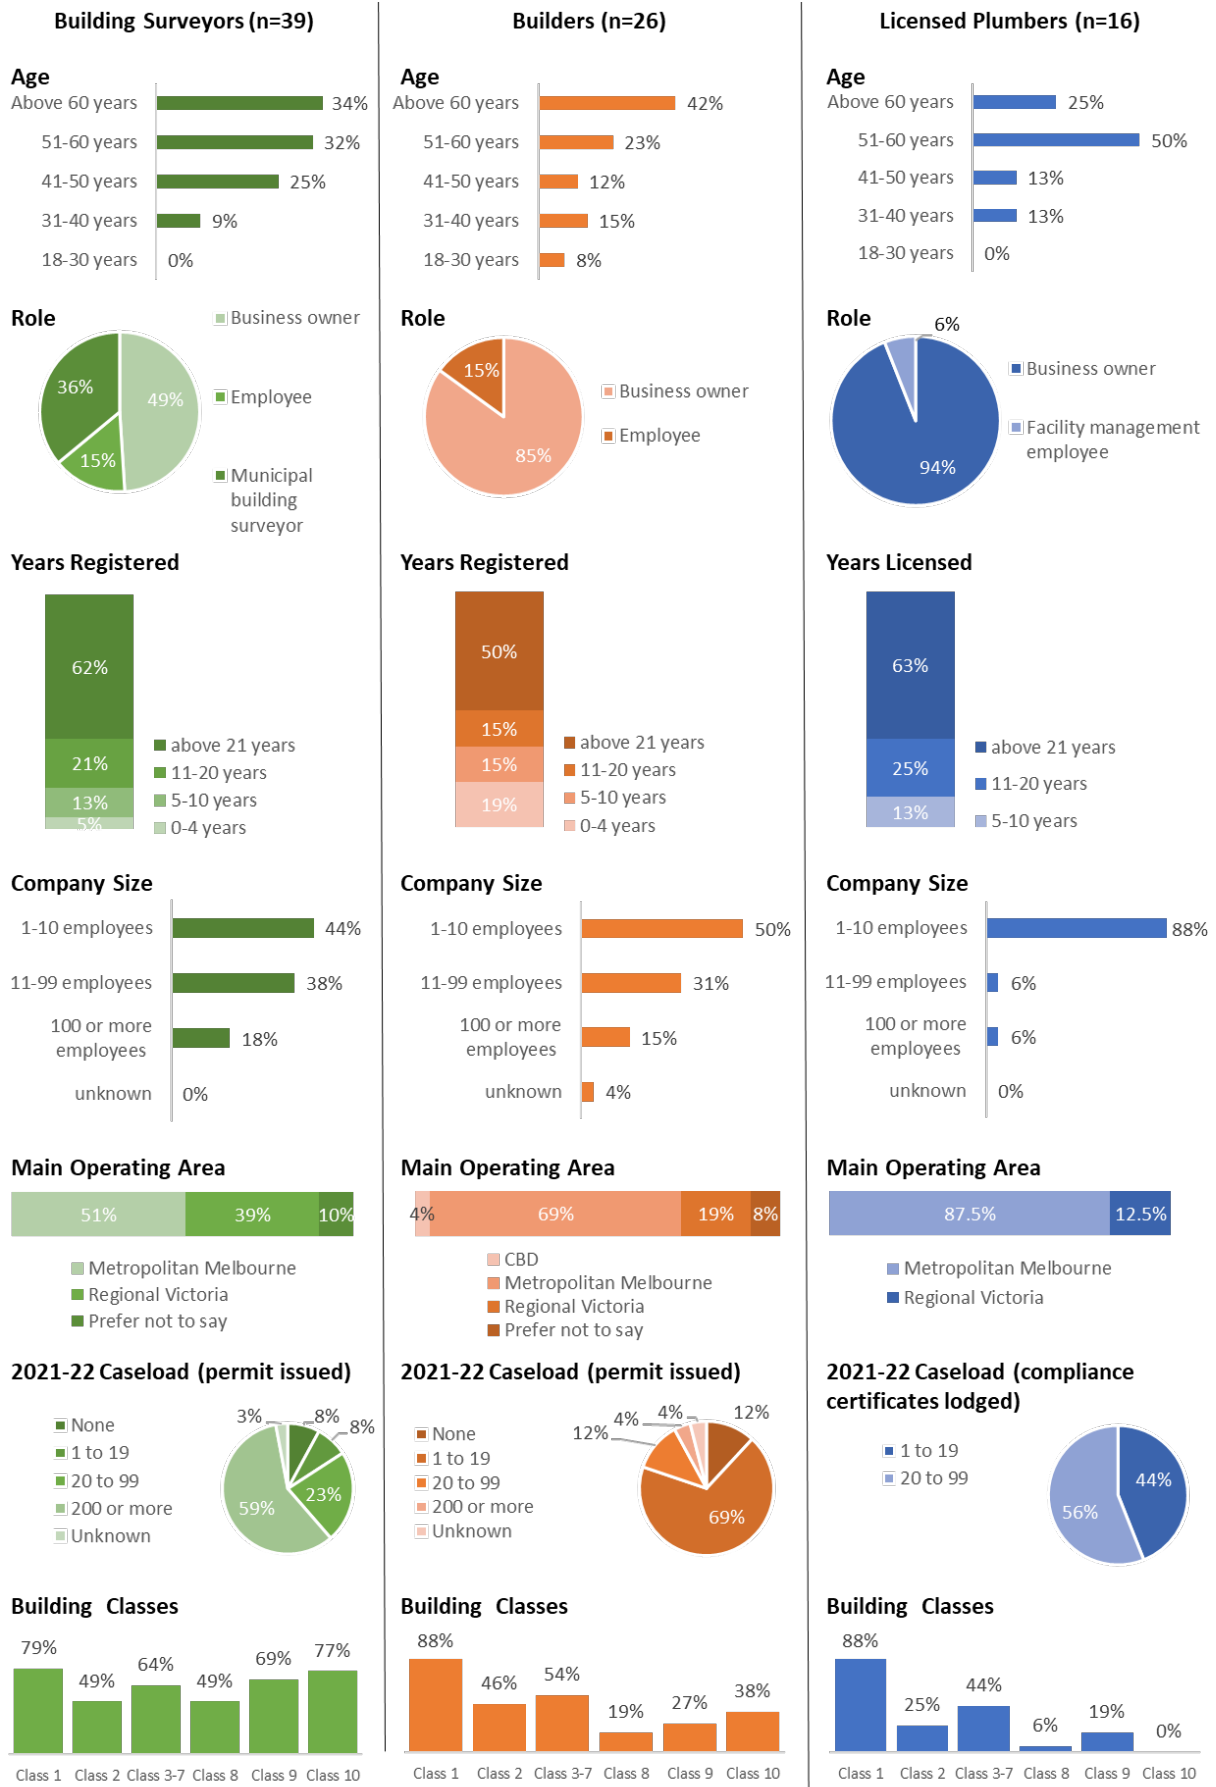 Building Surveyors (n=39)
Age
Above 60 years 34%
51-60 years 32%
41-50 years 25%
31-40 years 9%
18-30 years 0%
Role
49%
15%
36%
Business owner
Employee
Municipal
building
surveyor
Years Registered
62%
21%
13%
5%
above 21 years
11-20 years
5-10 years
0-4 years
Company Size
1-10 employees 44%
11-99 employees 38%
100 or more
employees 18%
unknown 0%
Main Operating Area
51% 39% 10%
Metropolitan Melbourne
Regional Victoria
Prefer not to say
2021-22 Caseload (permit issued)
None
1 to 19
20 to 99
200 or more
Unknown
3% 8%
8%
23%
59%
Building Classes
79% 49% 64% 49% 69% 77%
Class 1 Class 2 Class 3-7 Class 8 Class 9 Class 10
Builders (n=26)
Age
Above 60 years 42%
51-60 years 23%
41-50 years 12%
31-40 years 15%
18-30 years 8%
Role
15%
85%
Business owner
Employee
Years Registered
50%
15%
15%
19%
above 21 years
11-20 years
5-10 years
0-4 years
Company Size
1-10 employees 50%
11-99 employees 31%
100 or more
employees 15%
unknown 4%
Main Operating Area
4% 69% 19% 8%
CBD
Metropolitan Melbourne
Regional Victoria
Prefer not to say
2021-22 Caseload (permit issued)
None
1 to 19
20 to 99
200 or more
Unknown
12% 4% 4% 12%
69%
Building Classes
88% 46% 54% 19% 27% 38%
Class 1 Class 2 Class 3-7 Class 8 Class 9 Class 10
Licensed Plumbers (n=16)
Age
Above 60 years 25%
51-60 years 50%
41-50 years 13%
31-40 years 13%
18-30 years 0%
Role
6%
94%
Business owner
Facility management
employee
Years Licensed
63%
25%
13%
above 21 years
11-20 years
5-10 years
Company Size
1-10 employees 88%
11-99 employees 6%
100 or more
employees 6%
unknown 0%
Main Operating Area
87.5% 12.5%
Metropolitan Melbourne
Regional Victoria
2021-22 Caseload (compliance
certificates lodged)
1 to 19
20 to 99
44%
56%
Building Classes
88% 25% 44% 6% 19% 0%
Class 1 Class 2 Class 3-7 Class 8 Class 9 Class 10